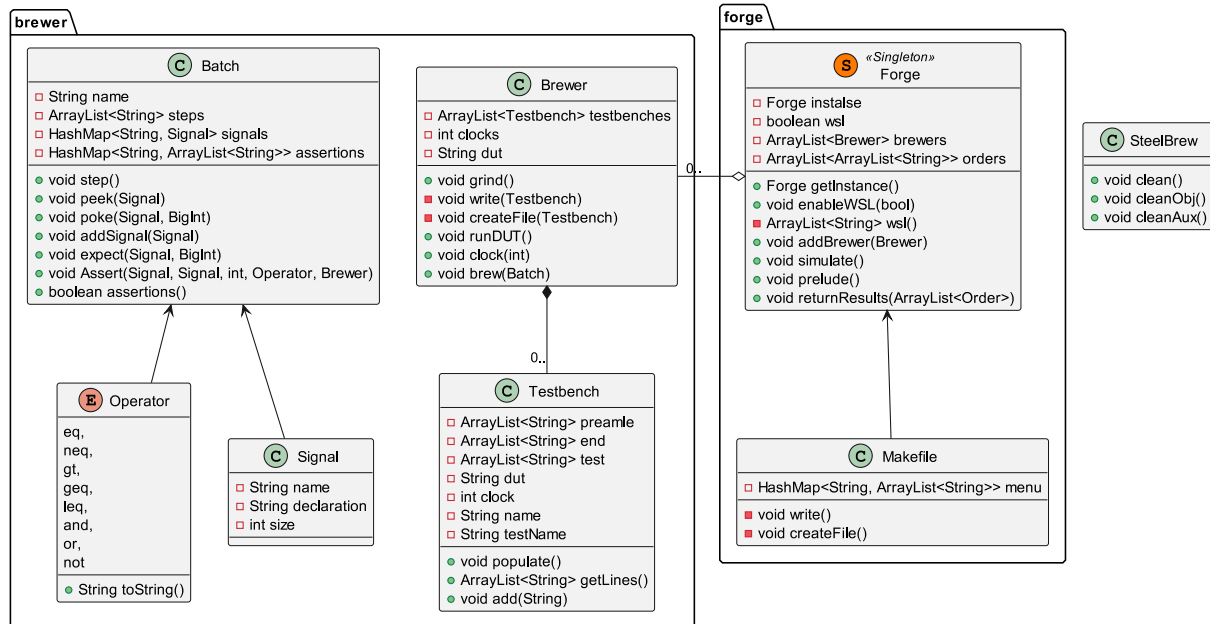 brewer
C Batch
String name
ArrayList<String> steps
HashMap<String, Signal> signals
HashMap<String, ArrayList<String>> assertions
void step()
void peek(Signal)
void poke(Signal, BigInt)
void addSignal(Signal)
void expect(Signal, BigInt)
void Assert(Signal, Signal, int, Operator, Brewer)
boolean assertions()
C Brewer
ArrayList<Testbench> testbenches
int clocks
String dut
void grind()
void write(Testbench)
void createFile(Testbench)
void runDUT()
void clock(int)
void brew(Batch)
0..
0..
E Operator
eq,
neq,
gt,
geq,
leq,
and,
or,
not
String toString()
C Signal
String name
String declaration
int size
C Testbench
ArrayList<String> preamle
ArrayList<String> end
ArrayList<String> test
String dut
int clock
String name
String testName
void populate()
ArrayList<String> getLines()
void add(String)
forge
S «Singleton»
Forge
Forge instalse
boolean wsl
ArrayList<Brewer> brewers
ArrayList<ArrayList<String>> orders
Forge getInstance()
void enableWSL(bool)
ArrayList<String> wsl()
void addBrewer(Brewer)
void simulate()
void prelude()
void returnResults(ArrayList<Order>)
C Makefile
HashMap<String, ArrayList<String>> menu
void write()
void createFile()
C SteelBrew
void clean()
void cleanObj()
void cleanAux()